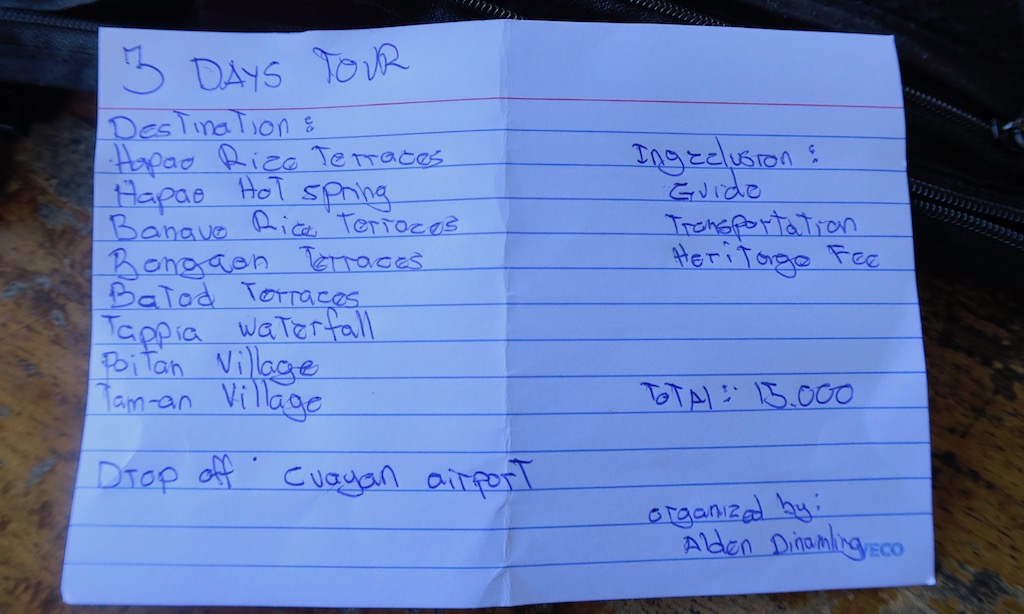 3 DAYS TOUR
Destination :
Hapao Rice Terraces
Hapao Hot spring
Banaue Rice Terraces
Bangaan Terraces
Batad Terraces
Tappia waterfall
Poitan Village
Tam-an Village
Drop off : Cuayan airport
Ingeclusion :
Guide
Transportation
Heritage Fee
TOTAl :: 15.000
organized by:
Alden Dinamling
VECO